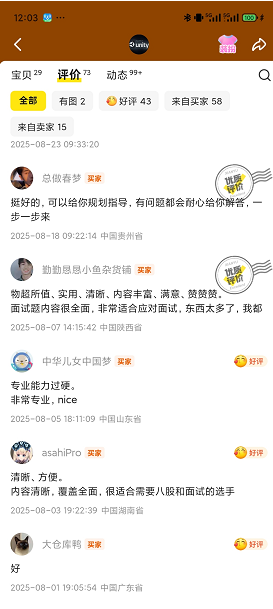 12:03
100
unity
装扮
宝贝 29 评价 73 动态 99+
全部 有图 2 好评 43 来自买家 58
来自卖家 15
2025-08-23 09:33:20
总做春梦 买家
优质评价
挺好的，可以给你规划指导，有问题都会耐心给你解答，一
步一步来
2025-08-18 09:22:14 中国贵州省
勤勤恳恳小鱼杂货铺 买家
优质评价
物超所值、实用、清晰、内容丰富、满意、赞赞赞。
面试题内容很全面，非常适合应对面试，东西太多了，我都
2025-08-07 14:15:42 中国陕西省
中华儿女中国梦 买家 好评
专业能力过硬。
非常专业，nice
2025-08-05 18:11:09 中国山东省
asahiPro 买家 好评
清晰、方便。
内容清晰，覆盖全面，很适合需要八股和面试的选手
2025-08-03 19:22:39 中国湖南省
大仓库鸭 买家 好评
好
2025-08-01 19:05:54 中国广东省